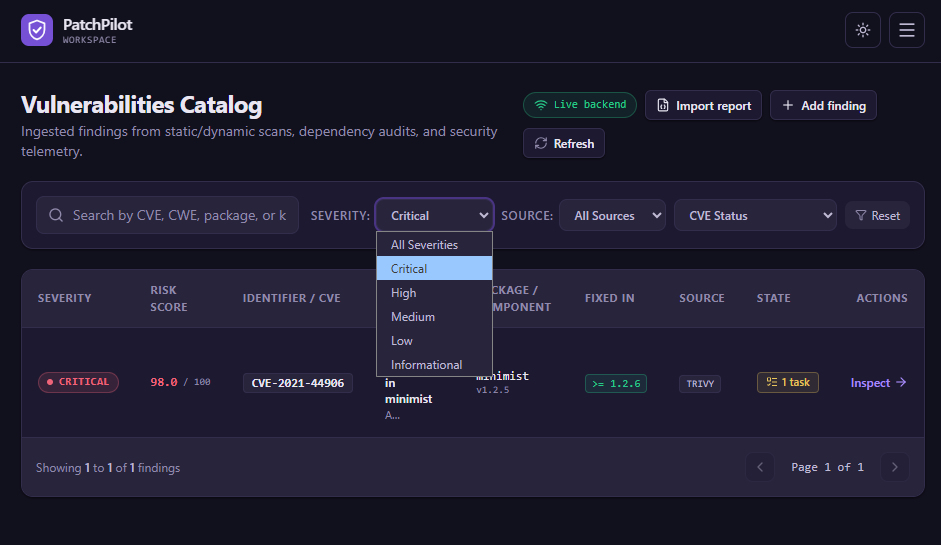 PatchPilot
WORKSPACE
Vulnerabilities Catalog
Ingested findings from static/dynamic scans, dependency audits, and security
telemetry.
Live backend
Import report
Add finding
Refresh
Search by CVE, CWE, package, or k
SEVERITY:
Critical
SOURCE:
All Sources
CVE Status
Reset
All Severities
Critical
High
Medium
Low
Informational
SEVERITY
RISK
SCORE
IDENTIFIER / CVE
CKAGE /
MPONENT
FIXED IN
SOURCE
STATE
ACTIONS
CRITICAL
98.0 / 100
CVE-2021-44906
in
minimist
A...
minimist
v1.2.5
>= 1.2.6
TRIVY
1 task
Inspect
Showing 1 to 1 of 1 findings
Page 1 of 1